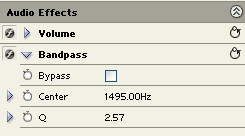 Audio Effects
Volume
Bandpass
Bypass
Center 1495.00Hz
Q 2.57